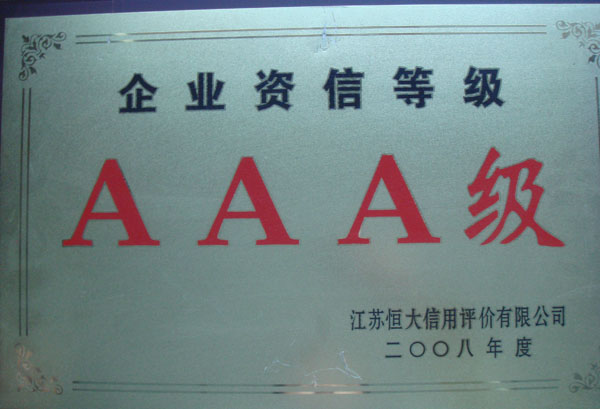 企业资信等级
AAA级
江苏恒大信用评价有限公司
二〇〇八年度